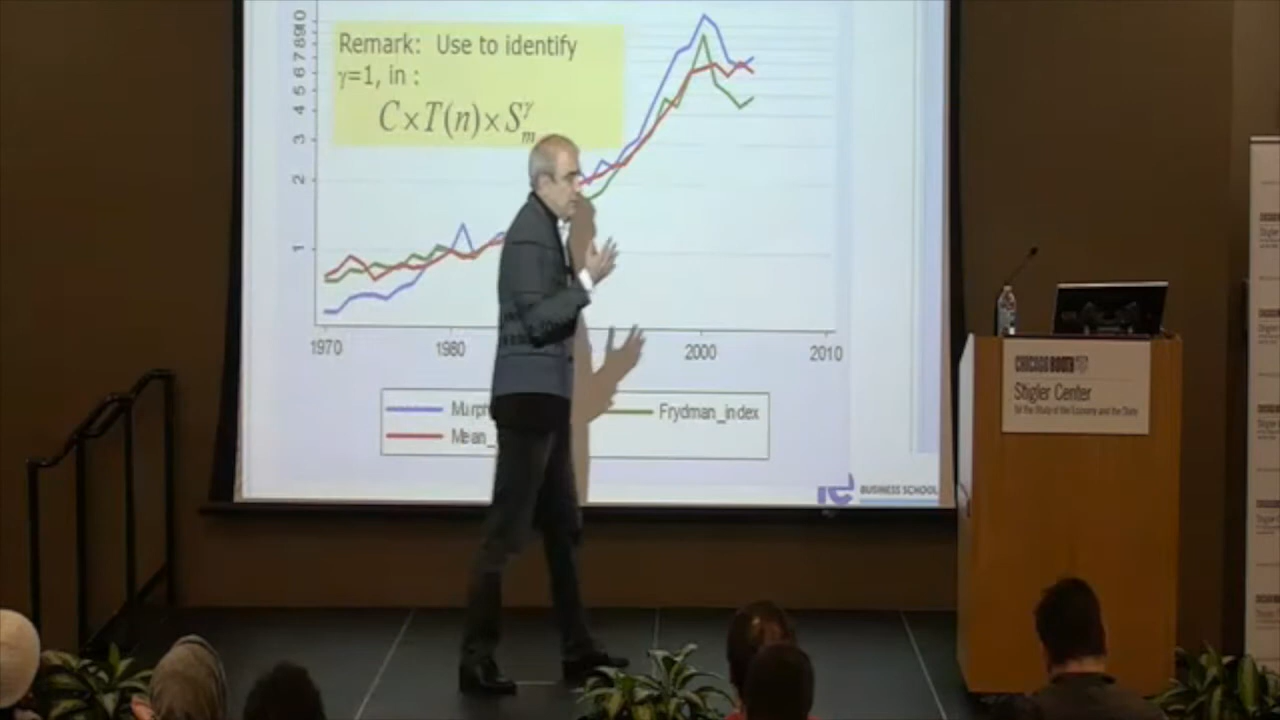 Remark: Use to identify
γ=1, in :
C×T(n)×S_m^γ
10
9
8
7
6
5
4
3
2
1
1970
1980
2000
2010
Frydman_index
Mean_
BUSINESS SCHOOL
CHICAGO BOOTH
Stigler Center
for the Study of the Economy and the State